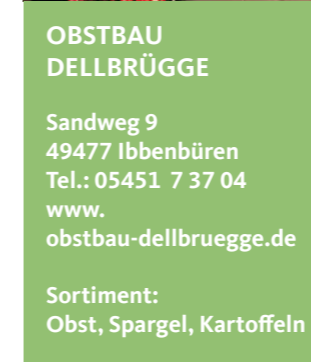 OBSTBAU
DELLBRÜGGE
Sandweg 9
49477 Ibbenbüren
Tel.: 05451 7 37 04
www.
obstbau-dellbruegge.de
Sortiment:
Obst, Spargel, Kartoffeln